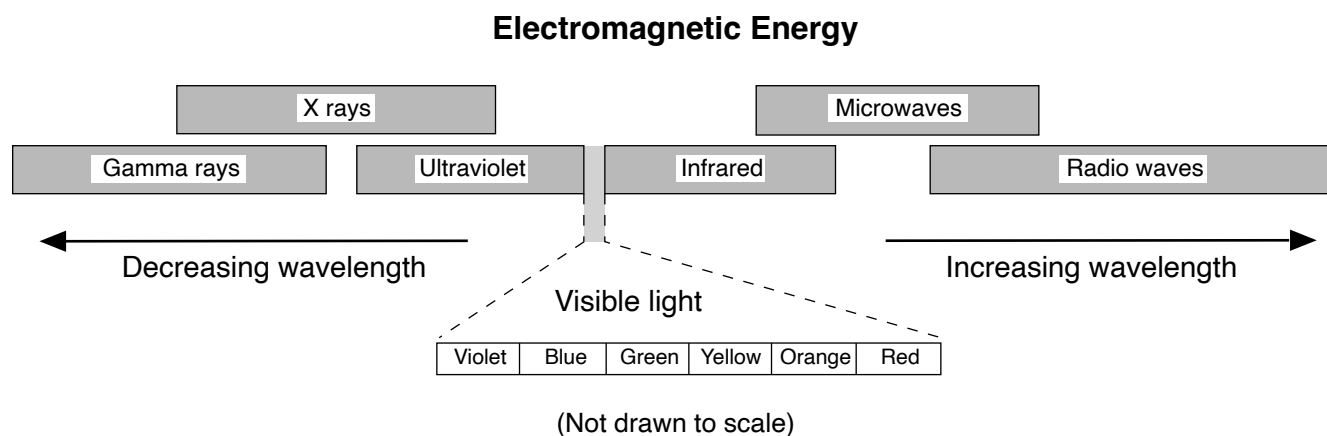 Electromagnetic Energy
X rays
Microwaves
Gamma rays
Ultraviolet
Infrared
Radio waves
Decreasing wavelength
Increasing wavelength
Visible light
Violet Blue Green Yellow Orange Red
(Not drawn to scale)